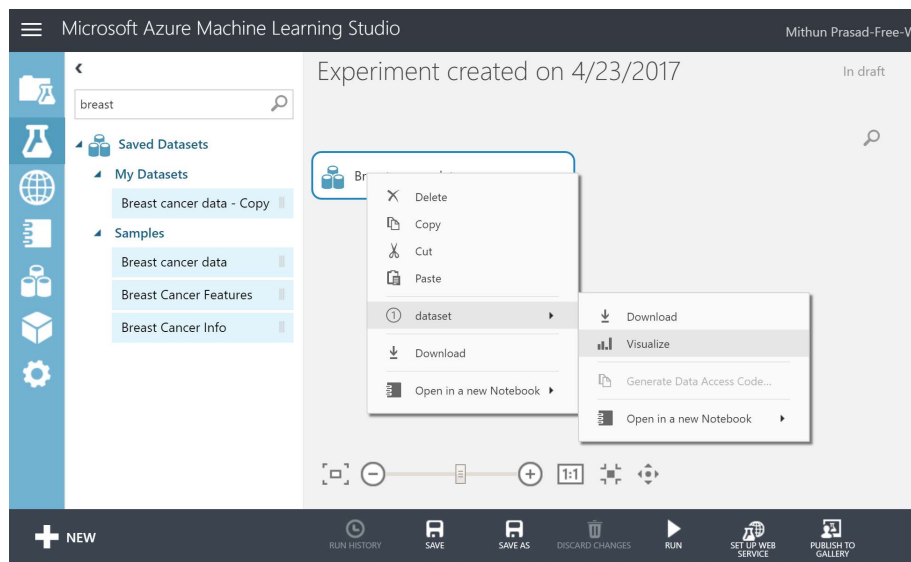 Microsoft Azure Machine Learning Studio
Mithun Prasad-Free-W
Experiment created on 4/23/2017
In draft
breast
Saved Datasets
My Datasets
Breast cancer data - Copy
Samples
Breast cancer data
Breast Cancer Features
Breast Cancer Info
Delete
Copy
Cut
Paste
1 dataset
Download
Open in a new Notebook
Download
Visualize
Generate Data Access Code...
Open in a new Notebook
1:1
NEW
RUN HISTORY
SAVE
SAVE AS
DISCARD CHANGES
RUN
SET UP WEB
SERVICE
PUBLISH TO
GALLERY